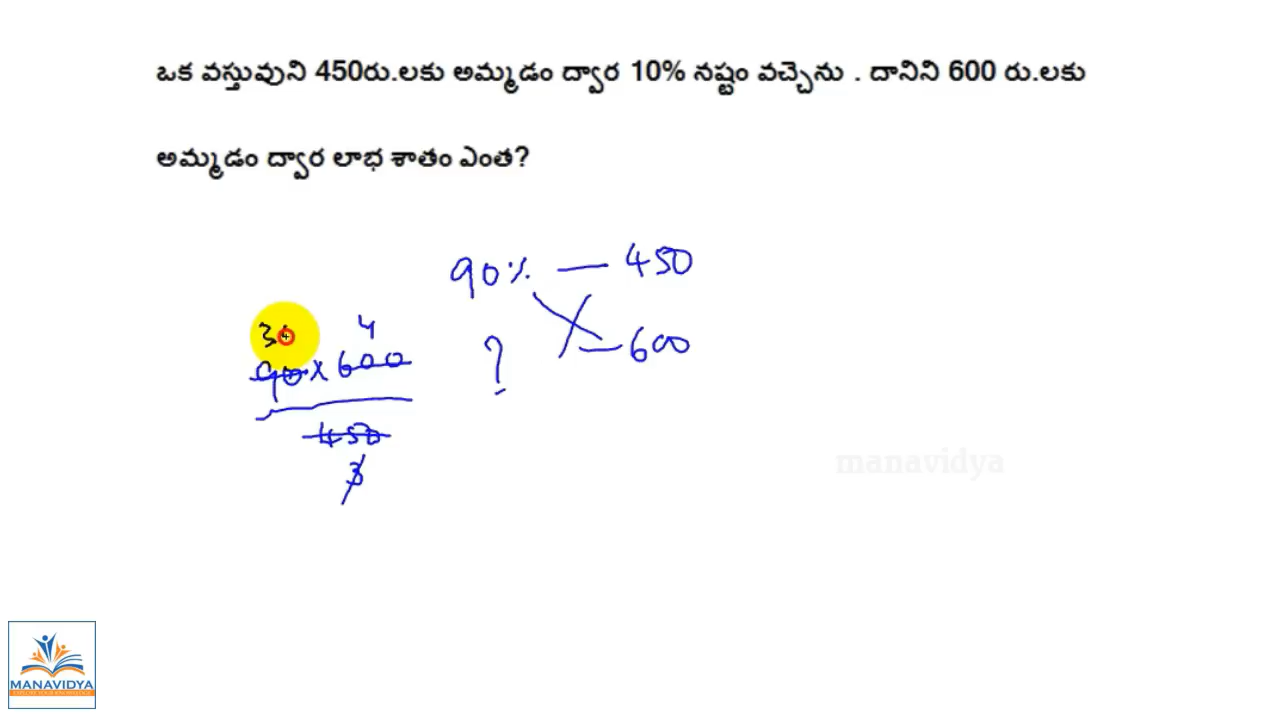 ఒక వస్తువుని 450రు.లకు అమ్మడం ద్వార 10% నష్టం వచ్చెను . దానిని 600 రు.లకు
అమ్మడం ద్వార లాభ శాతం ఎంత?
90% — 450
? — 600
30 4
90 x 600
450
3
manavidya
MANAVIDYA